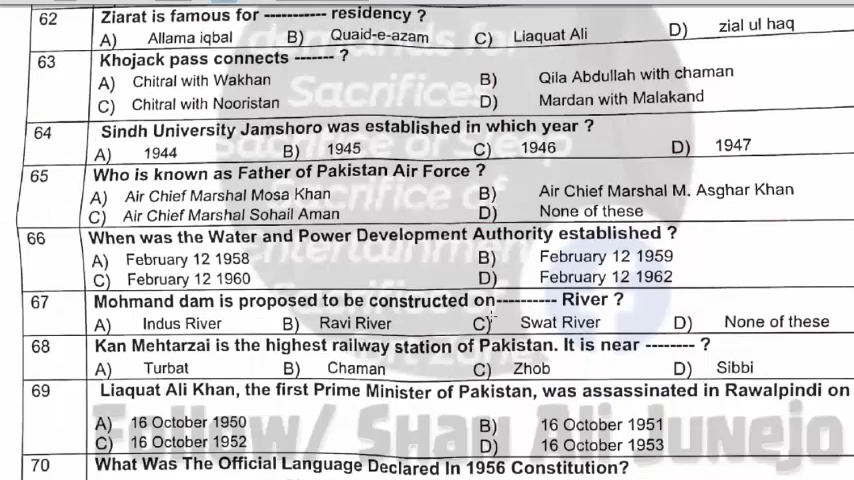 62 Ziarat is famous for ----------- residency ?
A) Allama iqbal B) Quaid-e-azam C) Liaquat Ali D) zial ul haq
63 Khojack pass connects ------- ?
A) Chitral with Wakhan B) Qila Abdullah with chaman
C) Chitral with Nooristan D) Mardan with Malakand
64 Sindh University Jamshoro was established in which year ?
A) 1944 B) 1945 C) 1946 D) 1947
65 Who is known as Father of Pakistan Air Force ?
A) Air Chief Marshal Mosa Khan B) Air Chief Marshal M. Asghar Khan
C) Air Chief Marshal Sohail Aman D) None of these
66 When was the Water and Power Development Authority established ?
A) February 12 1958 B) February 12 1959
C) February 12 1960 D) February 12 1962
67 Mohmand dam is proposed to be constructed on---------- River ?
A) Indus River B) Ravi River C) Swat River D) None of these
68 Kan Mehtarzai is the highest railway station of Pakistan. It is near -------- ?
A) Turbat B) Chaman C) Zhob D) Sibbi
69 Liaquat Ali Khan, the first Prime Minister of Pakistan, was assassinated in Rawalpindi on
A) 16 October 1950 B) 16 October 1951
C) 16 October 1952 D) 16 October 1953
Follow/ Shah Ali Junejo
70 What Was The Official Language Declared In 1956 Constitution?